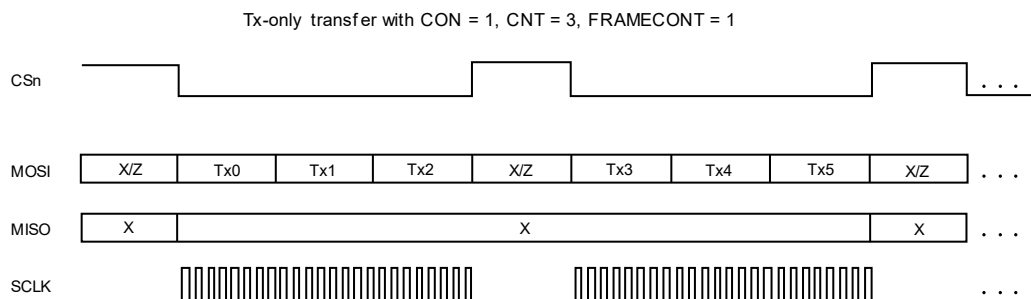 Tx-only transfer with CON = 1, CNT = 3, FRAMECONT = 1
CSn
. . .
MOSI X/Z Tx0 Tx1 Tx2 X/Z Tx3 Tx4 Tx5 X/Z . . .
MISO X X X . . .
SCLK . . .